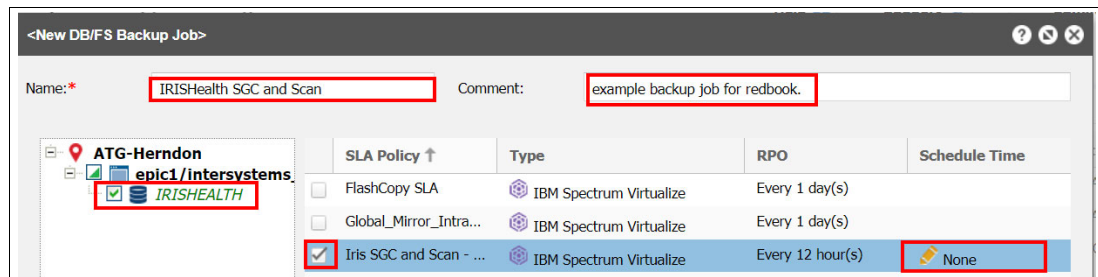 <New DB/FS Backup Job>
Name:* IRISHealth SGC and Scan Comment: example backup job for redbook.
ATG-Herndon
epic1/intersystems_
IRISHEALTH
SLA Policy ↑ Type RPO Schedule Time
FlashCopy SLA IBM Spectrum Virtualize Every 1 day(s)
Global_Mirror_Intra... IBM Spectrum Virtualize Every 1 day(s)
Iris SGC and Scan - ... IBM Spectrum Virtualize Every 12 hour(s) None